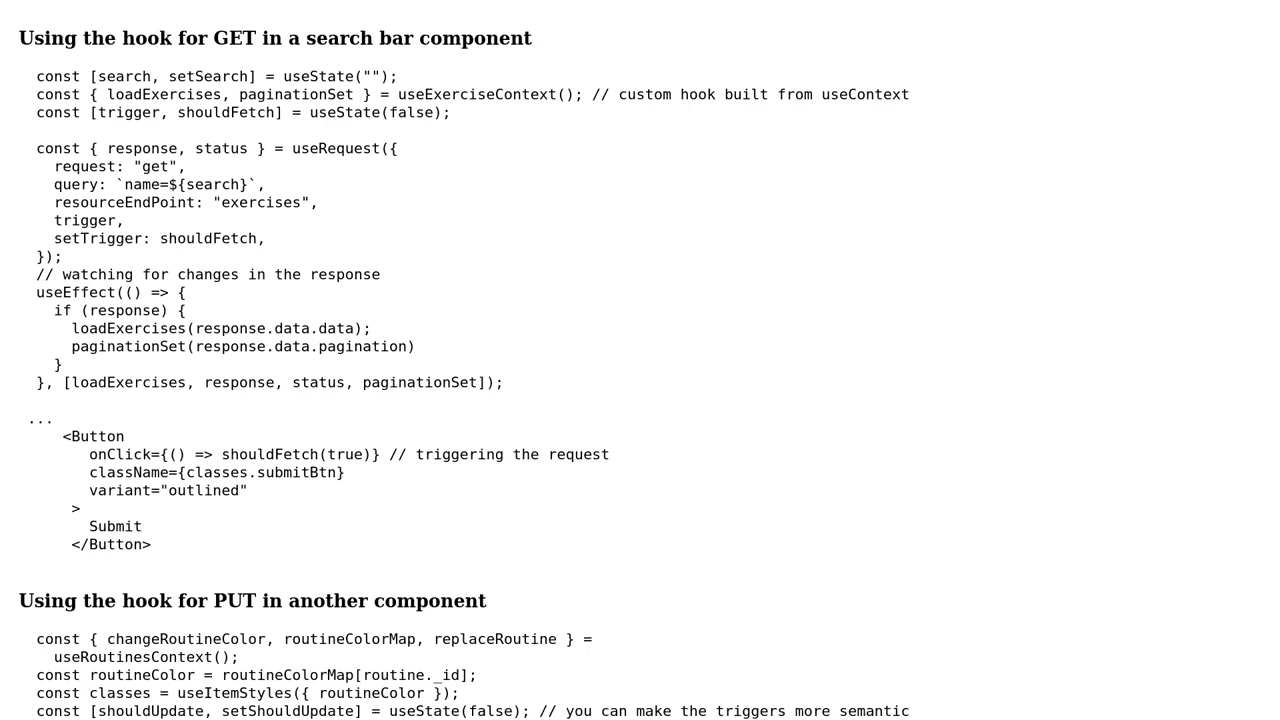 Using the hook for GET in a search bar component
const [search, setSearch] = useState("");
const { loadExercises, paginationSet } = useExerciseContext(); // custom hook built from useContext
const [trigger, shouldFetch] = useState(false);
const { response, status } = useRequest({
request: "get",
query: `name=${search}`,
resourceEndPoint: "exercises",
trigger,
setTrigger: shouldFetch,
});
// watching for changes in the response
useEffect(() => {
if (response) {
loadExercises(response.data.data);
paginationSet(response.data.pagination)
}
}, [loadExercises, response, status, paginationSet]);
...
<Button
onClick={() => shouldFetch(true)} // triggering the request
className={classes.submitBtn}
variant="outlined"
>
Submit
</Button>
Using the hook for PUT in another component
const { changeRoutineColor, routineColorMap, replaceRoutine } =
useRoutinesContext();
const routineColor = routineColorMap[routine._id];
const classes = useItemStyles({ routineColor });
const [shouldUpdate, setShouldUpdate] = useState(false); // you can make the triggers more semantic